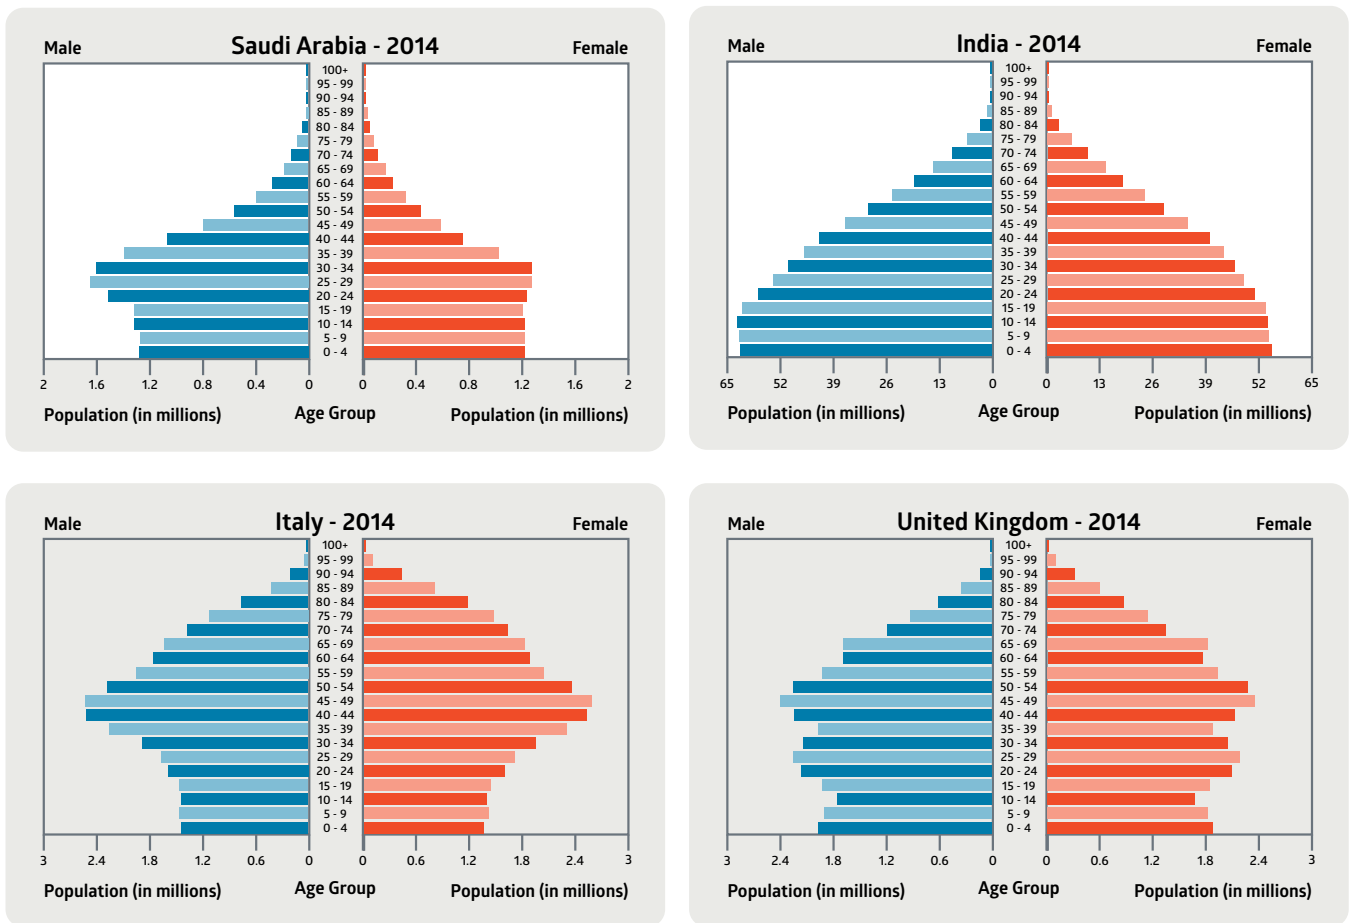 Saudi Arabia - 2014
Male
Female
100+
95 - 99
90 - 94
85 - 89
80 - 84
75 - 79
70 - 74
65 - 69
60 - 64
55 - 59
50 - 54
45 - 49
40 - 44
35 - 39
30 - 34
25 - 29
20 - 24
15 - 19
10 - 14
5 - 9
0 - 4
2 1.6 1.2 0.8 0.4 0 0 0.4 0.8 1.2 1.6 2
Population (in millions) Age Group Population (in millions)
India - 2014
Male
Female
100+
95 - 99
90 - 94
85 - 89
80 - 84
75 - 79
70 - 74
65 - 69
60 - 64
55 - 59
50 - 54
45 - 49
40 - 44
35 - 39
30 - 34
25 - 29
20 - 24
15 - 19
10 - 14
5 - 9
0 - 4
65 52 39 26 13 0 0 13 26 39 52 65
Population (in millions) Age Group Population (in millions)
Italy - 2014
Male
Female
100+
95 - 99
90 - 94
85 - 89
80 - 84
75 - 79
70 - 74
65 - 69
60 - 64
55 - 59
50 - 54
45 - 49
40 - 44
35 - 39
30 - 34
25 - 29
20 - 24
15 - 19
10 - 14
5 - 9
0 - 4
3 2.4 1.8 1.2 0.6 0 0 0.6 1.2 1.8 2.4 3
Population (in millions) Age Group Population (in millions)
United Kingdom - 2014
Male
Female
100+
95 - 99
90 - 94
85 - 89
80 - 84
75 - 79
70 - 74
65 - 69
60 - 64
55 - 59
50 - 54
45 - 49
40 - 44
35 - 39
30 - 34
25 - 29
20 - 24
15 - 19
10 - 14
5 - 9
0 - 4
3 2.4 1.8 1.2 0.6 0 0 0.6 1.2 1.8 2.4 3
Population (in millions) Age Group Population (in millions)